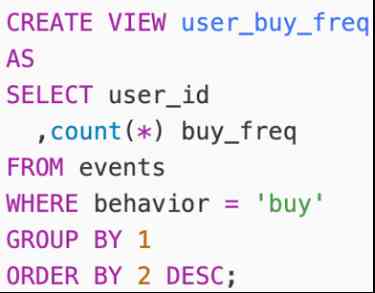 CREATE VIEW user_buy_freq
AS
SELECT user_id
  ,count(*) buy_freq
FROM events
WHERE behavior = 'buy'
GROUP BY 1
ORDER BY 2 DESC;